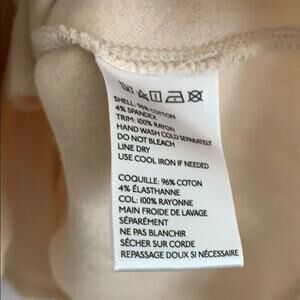 SHELL: 96% COTTON
4% SPANDEX
TRIM: 100% RAYON
HAND WASH COLD SEPARATELY
DO NOT BLEACH
LINE DRY
USE COOL IRON IF NEEDED
COQUILLE: 96% COTON
4% ÉLASTHANNE
COL: 100% RAYONNE
MAIN FROIDE DE LAVAGE
SÉPARÉMENT
NE PAS BLANCHIR
SÉCHER SUR CORDE
REPASSAGE DOUX SI NÉCESSAIRE